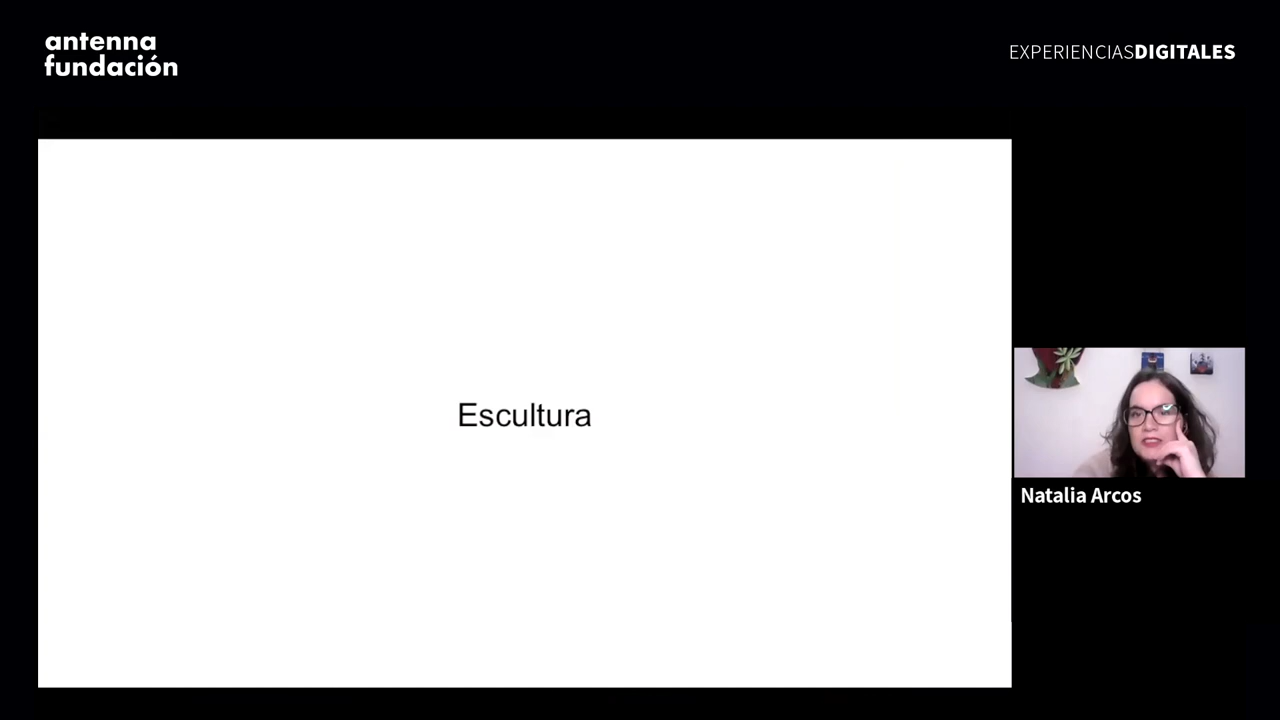 antenna
fundación
EXPERIENCIASDIGITALES
Escultura
Natalia Arcos